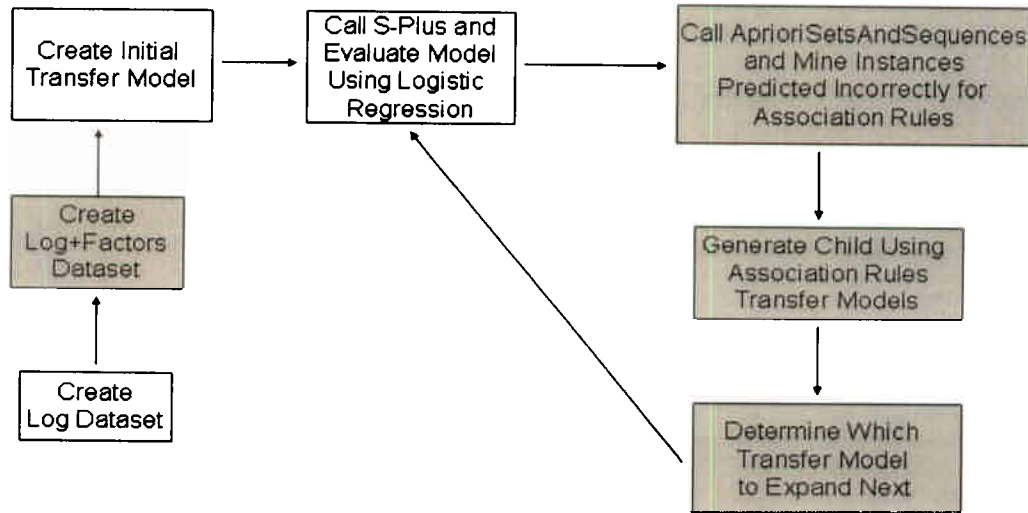 Create Initial
Transfer Model
Call S-Plus and
Evaluate Model
Using Logistic
Regression
Call AprioriSetsAndSequences
and Mine Instances
Predicted Incorrectly for
Association Rules
Create
Log+Factors
Dataset
Generate Child Using
Association Rules
Transfer Models
Create
Log Dataset
Determine Which
Transfer Model
to Expand Next